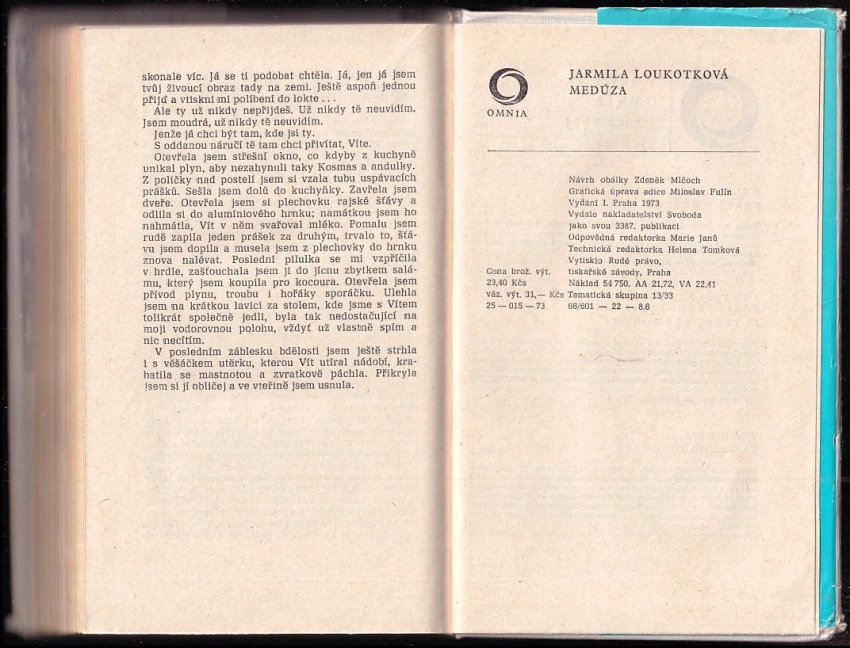 skonale víc. Já se ti podobat chtěla. Já, jen já jsem
tvůj živoucí obraz tady na zemi. Ještě aspoň jednou
přijď a vtiskni mi políbení do lokte . . .
Ale ty už nikdy nepřijdeš. Už nikdy tě neuvidím.
Jsem moudrá, už nikdy tě neuvidím.
Jenže já chci být tam, kde jsi ty.
S oddanou náručí tě tam chci přivítat, Víte.
Otevřela jsem střešní okno, co kdyby z kuchyně
unikal plyn, aby nezahynuli taky Kosmas a andulky.
Z poličky nad postelí jsem si vzala tubu uspávacích
prášků. Sešla jsem dolů do kuchyňky. Zavřela jsem
dveře. Otevřela jsem si plechovku rajské šťávy a
odlila si do alumíniového hrnku; namátkou jsem ho
nahmátla, Vít v něm svařoval mléko. Pomalu jsem
rudě zapila jeden prášek za druhým, trvalo to, šťá-
vu jsem dopila a musela jsem z plechovky do hrnku
znova nalévat. Poslední pilulka se mi vzpříčila
v hrdle, zašťouchala jsem ji do jícnu zbytkem salá-
mu, který jsem koupila pro kocoura. Otevřela jsem
přívod plynu, troubu i hořáky sporáčku. Ulehla
jsem na krátkou lavici za stolem, kde jsme s Vítem
tolikrát společně jedli, byla tak nedostačující na
moji vodorovnou polohu, vždyť už vlastně spím a
nic necítím.
V posledním záblesku bdělosti jsem ještě strhla
i s věšáčkem utěrku, kterou Vít utíral nádobí, kra-
batila se mastnotou a zvratkově páchla. Přikryla
jsem si jí obličej a ve vteřině jsem usnula.
OMNIA
JARMILA LOUKOTKOVÁ
MEDÚZA
Návrh obálky Zdeněk Mlčoch
Grafická úprava edice Miloslav Fulín
Vydání I. Praha 1973
Vydalo nakladatelství Svoboda
jako svou 3387. publikaci
Odpovědná redaktorka Marie Janů
Technická redaktorka Helena Tomková
Vytisklo Rudé právo,
Cena brož. výt. tiskařské závody, Praha
23,40 Kčs Náklad 54 750. AA 21,72, VA 22,41
váz. výt. 31,— Kčs Tematická skupina 13/33
25 — 015 — 73 66/601 — 22 — 8.6